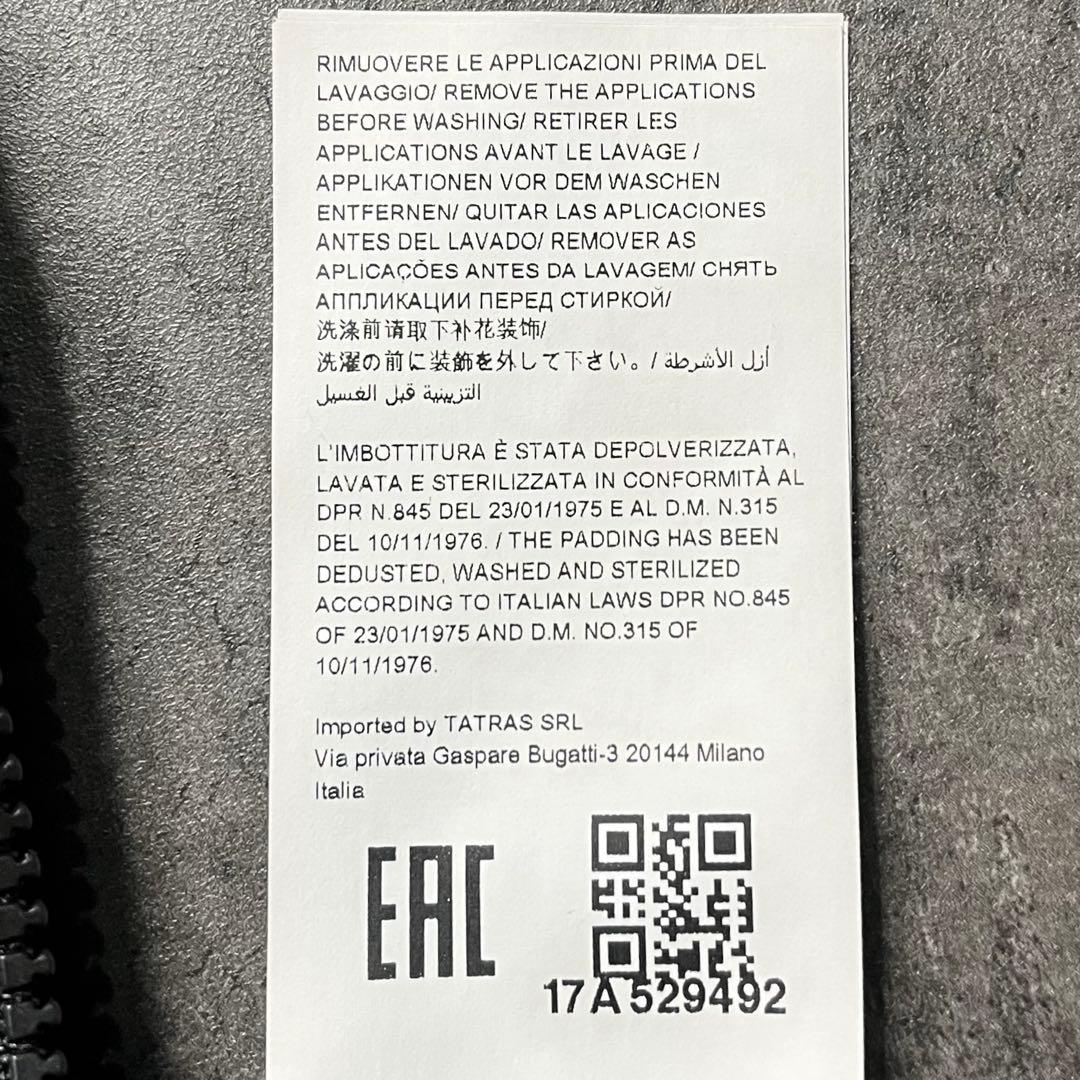 RIMUOVERE LE APPLICAZIONI PRIMA DEL
LAVAGGIO/ REMOVE THE APPLICATIONS
BEFORE WASHING/ RETIRER LES
APPLICATIONS AVANT LE LAVAGE /
APPLIKATIONEN VOR DEM WASCHEN
ENTFERNEN/ QUITAR LAS APLICACIONES
ANTES DEL LAVADO/ REMOVER AS
APLICAÇÕES ANTES DA LAVAGEM/ СНЯТЬ
АППЛИКАЦИИ ПЕРЕД СТИРКОЙ/
洗涤前请取下补花装饰/
洗濯の前に装飾を外して下さい。/ أزل الأشرطة
التزيينية قبل الغسيل
L'IMBOTTITURA È STATA DEPOLVERIZZATA,
LAVATA E STERILIZZATA IN CONFORMITÀ AL
DPR N.845 DEL 23/01/1975 E AL D.M. N.315
DEL 10/11/1976. / THE PADDING HAS BEEN
DEDUSTED, WASHED AND STERILIZED
ACCORDING TO ITALIAN LAWS DPR NO.845
OF 23/01/1975 AND D.M. NO.315 OF
10/11/1976.
Imported by TATRAS SRL
Via privata Gaspare Bugatti-3 20144 Milano
Italia
EAC
17A529492